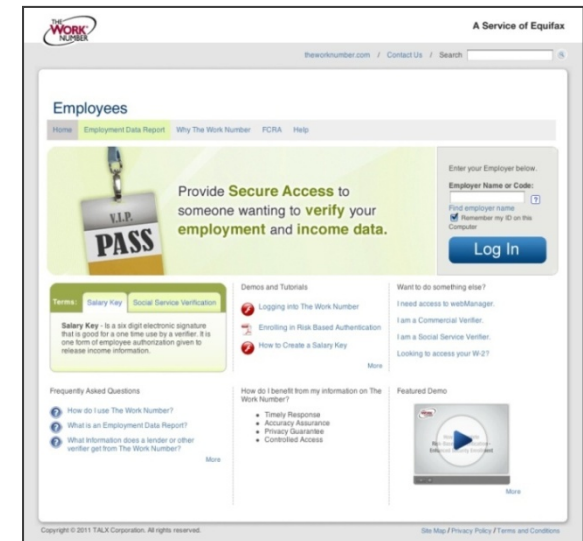 THE
WORK
NUMBER
A Service of Equifax
theworknumber.com / Contact Us / Search
Employees
Home Employment Data Report Why The Work Number FCRA Help
V.I.P.
PASS
Provide Secure Access to
someone wanting to verify your
employment and income data.
Enter your Employer below.
Employer Name or Code:
?
Find employer name
Remember my ID on this
Computer
Log In
Terms: Salary Key Social Service Verification
Salary Key - Is a six digit electronic signature
that is good for a one time use by a verifier. It is
one form of employee authorization given to
release income information.
Demos and Tutorials
Logging into The Work Number
Enrolling in Risk Based Authentication
How to Create a Salary Key
More
Want to do something else?
I need access to webManager.
I am a Commercial Verifier.
I am a Social Service Verifier.
Looking to access your W-2?
Frequently Asked Questions
? How do I use The Work Number?
? What is an Employment Data Report?
? What Information does a lender or other
verifier get from The Work Number?
More
How do I benefit from my information on The
Work Number?
• Timely Response
• Accuracy Assurance
• Privacy Guarantee
• Controlled Access
Featured Demo
More
Copyright © 2011 TALX Corporation. All rights reserved.
Site Map / Privacy Policy / Terms and Conditions